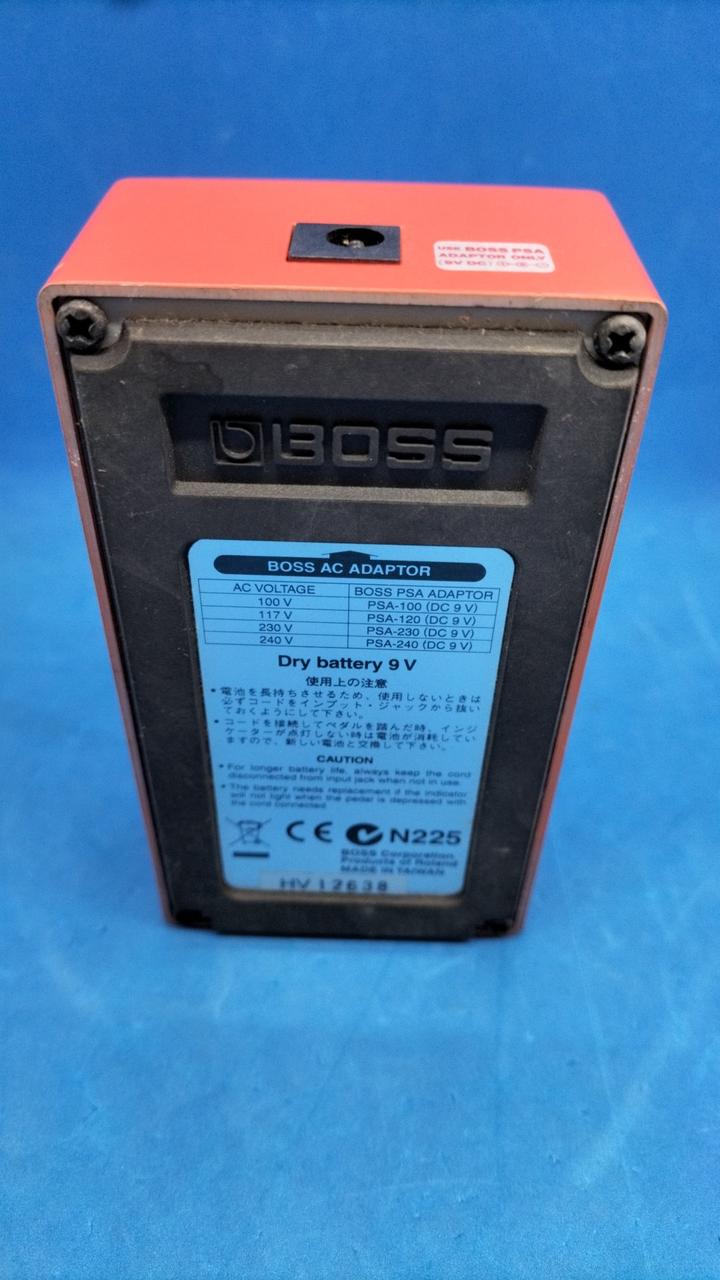 USE BOSS PSA
ADAPTOR ONLY
(9V DC)
BOSS
BOSS AC ADAPTOR
AC VOLTAGE BOSS PSA ADAPTOR
100 V PSA-100 (DC 9 V)
117 V PSA-120 (DC 9 V)
230 V PSA-230 (DC 9 V)
240 V PSA-240 (DC 9 V)
Dry battery 9 V
使用上の注意
• 電池を長持ちさせるため、使用しないときは
必ずコードをインプット・ジャックから抜い
ておくようにして下さい。
• コードを接続してペダルを踏んだ時、インジ
ケーターが点灯しない時は電池が消耗してい
ますので、新しい電池と交換して下さい。
CAUTION
• For longer battery life, always keep the cord
disconnected from input jack when not in use.
• The battery needs replacement if the indicator
will not light when the pedal is depressed with
the cord connected.
CE N225
BOSS Corporation
Products of Roland
MADE IN TAIWAN
HV12638